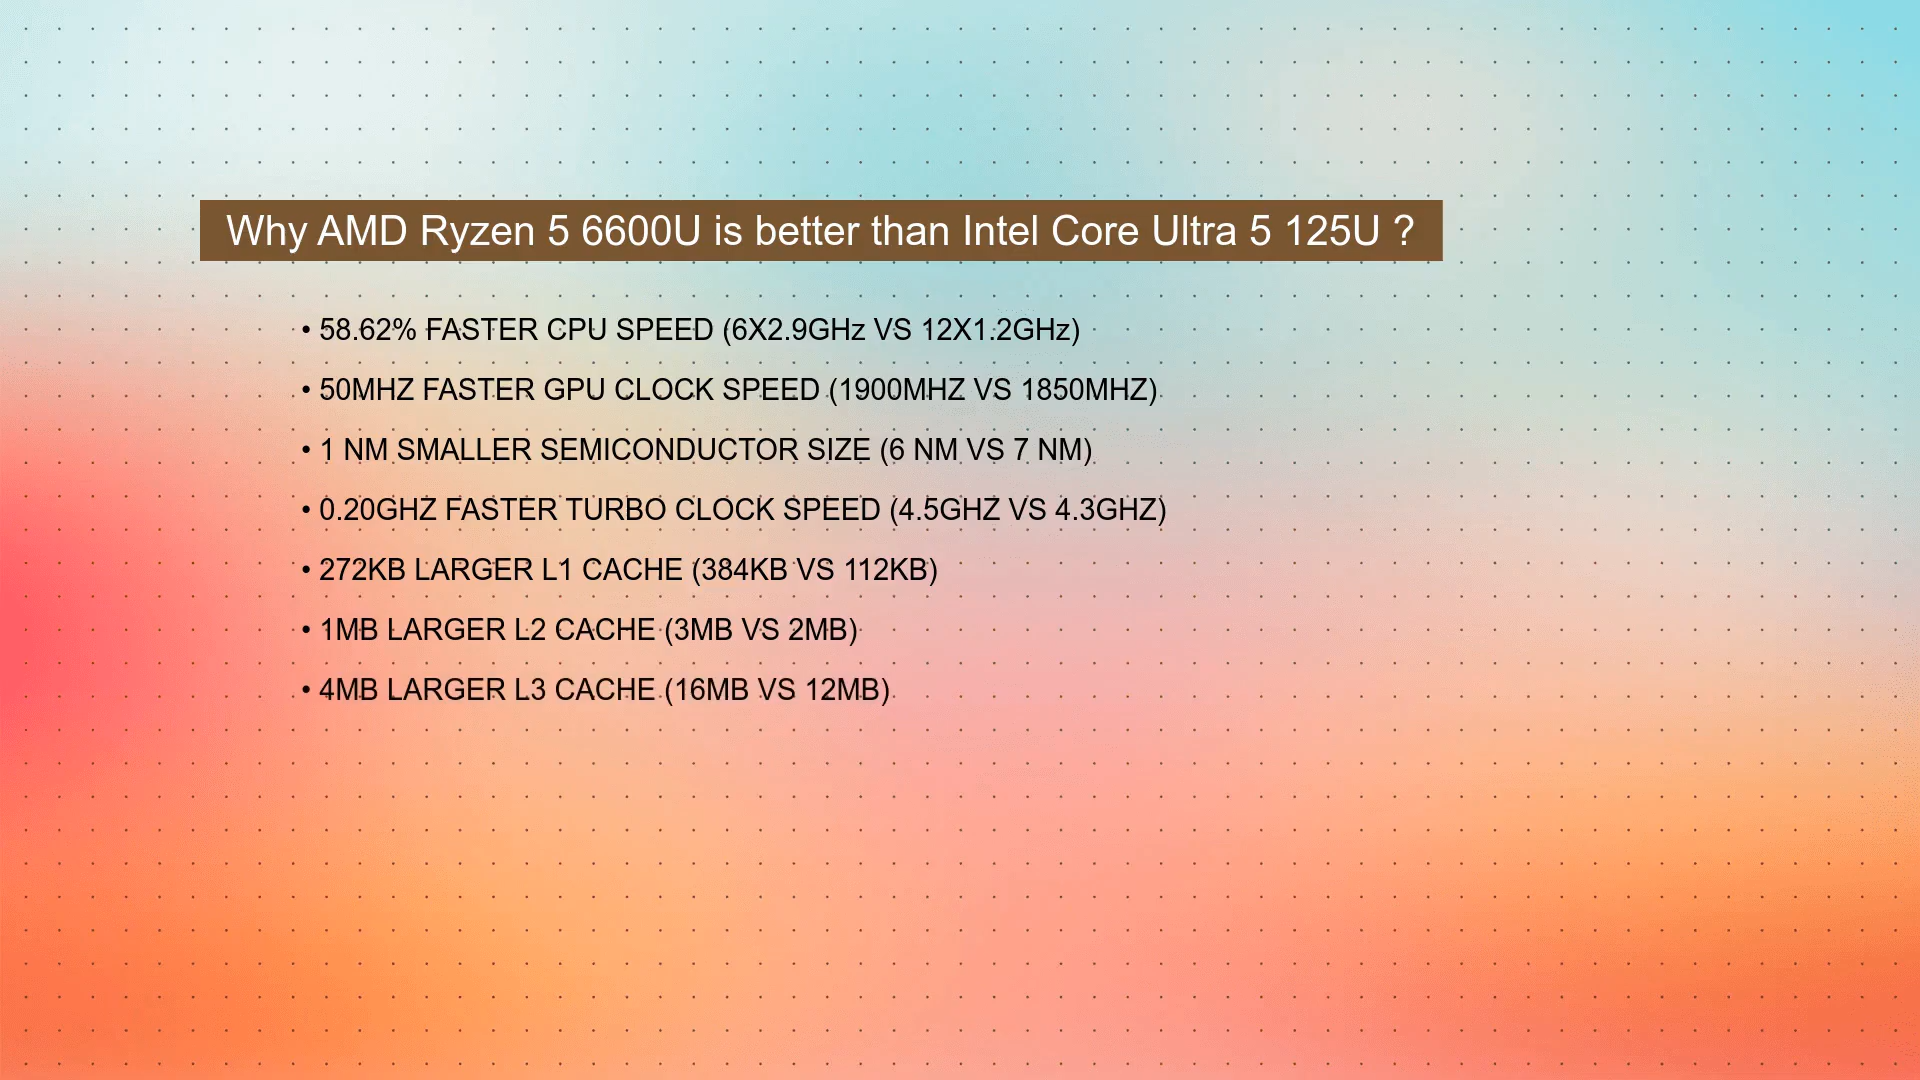 Why AMD Ryzen 5 6600U is better than Intel Core Ultra 5 125U ?
• 58.62% FASTER CPU SPEED (6X2.9GHz VS 12X1.2GHz)
• 50MHZ FASTER GPU CLOCK SPEED (1900MHZ VS 1850MHZ)
• 1 NM SMALLER SEMICONDUCTOR SIZE (6 NM VS 7 NM)
• 0.20GHZ FASTER TURBO CLOCK SPEED (4.5GHZ VS 4.3GHZ)
• 272KB LARGER L1 CACHE (384KB VS 112KB)
• 1MB LARGER L2 CACHE (3MB VS 2MB)
• 4MB LARGER L3 CACHE (16MB VS 12MB)